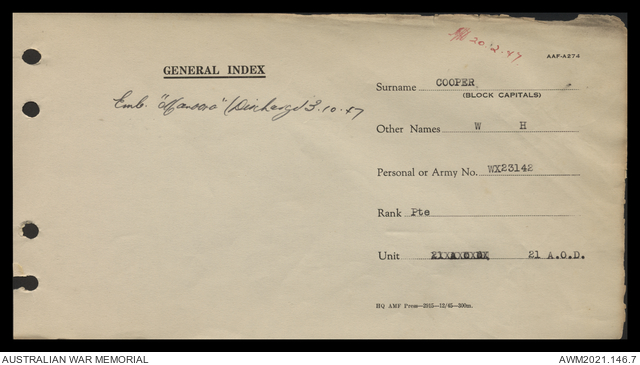 20.2.47
AAF-A274
GENERAL INDEX
Surname COOPER
(BLOCK CAPITALS)
Emb. "Manoora" Discharged 3.10.47
Other Names W H
Personal or Army No. WX23142
Rank Pte
Unit 21 A.O.D.
HQ AMF Press—2915—12/45—300m.
AUSTRALIAN WAR MEMORIAL
AWM2021.146.7